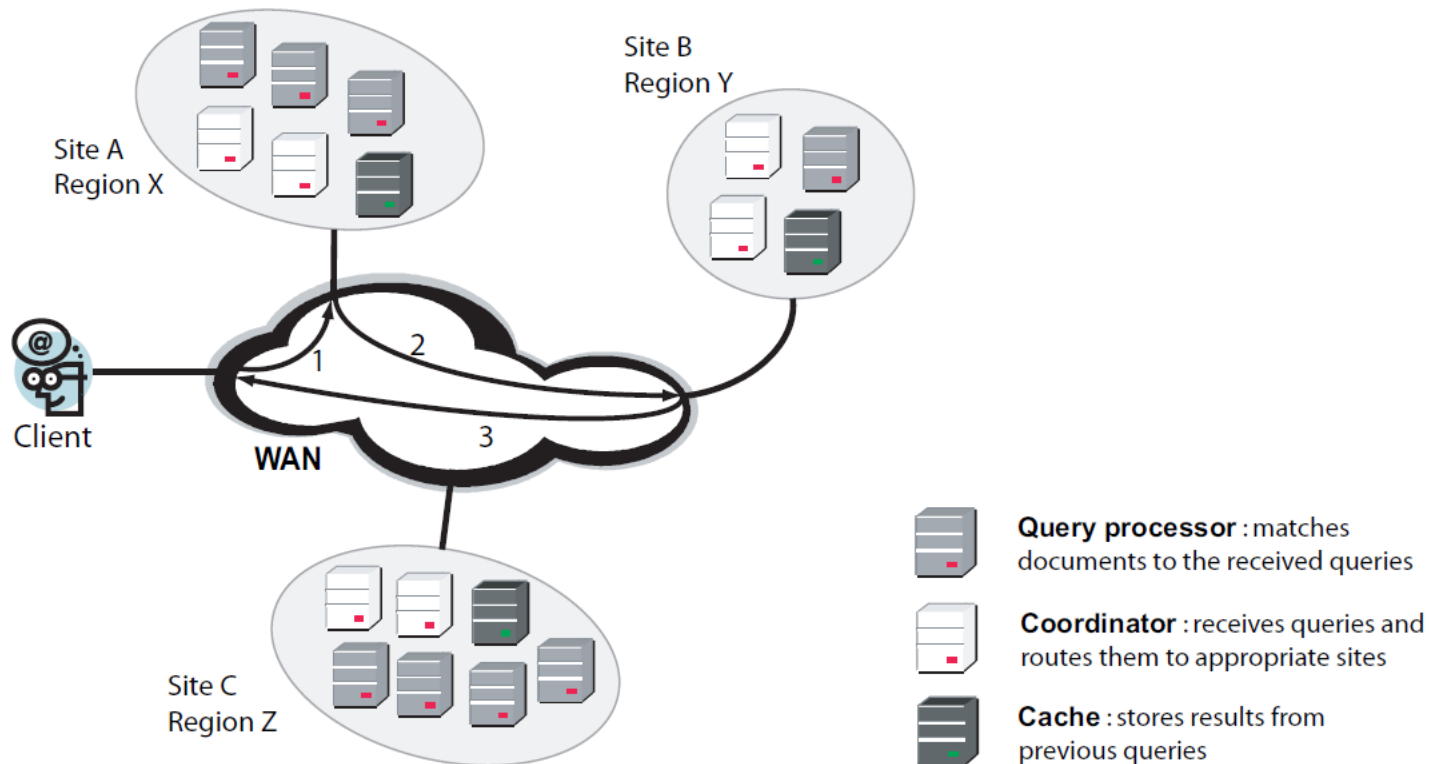 Site A
Region X
Site B
Region Y
@
1
2
3
Client
WAN
Site C
Region Z
Query processor : matches
documents to the received queries
Coordinator : receives queries and
routes them to appropriate sites
Cache : stores results from
previous queries